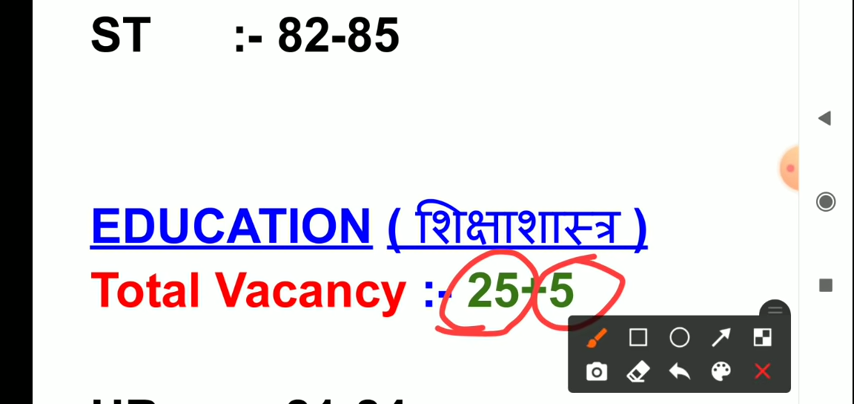 ST :- 82-85
EDUCATION ( शिक्षाशास्त्र )
Total Vacancy :- 25+5